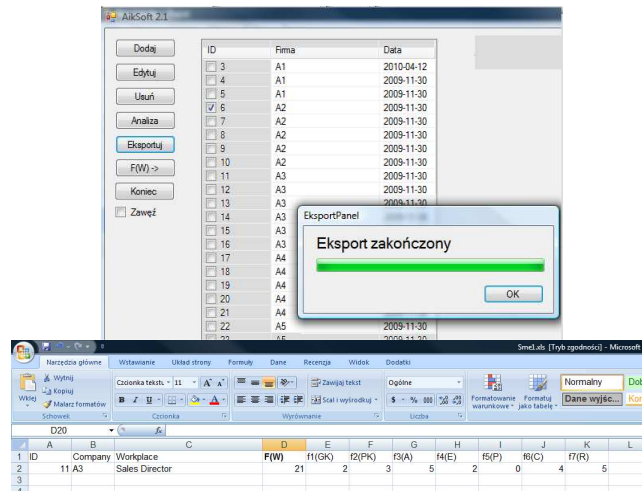 AikSoft 2.1
Dodaj
Edytuj
Usuń
Analiza
Eksportuj
F(W) ->
Koniec
Zawęź
ID Firma Data
3 A1 2010-04-12
4 A1 2009-11-30
5 A1 2009-11-30
6 A2 2009-11-30
7 A2 2009-11-30
8 A2 2009-11-30
9 A2 2009-11-30
10 A2 2009-11-30
11 A3 2009-11-30
12 A3 2009-11-30
13 A3 2009-11-30
14 A3
15 A3
16 A3
17 A4
18 A4
19 A4
20 A4
21 A4
22 A5 2009-11-30
EksportPanel
Eksport zakończony
OK
Sme1.xls [Tryb zgodności] - Microsoft
Narzędzia główne Wstawianie Układ strony Formuły Dane Recenzja Widok Dodatki
Wklej
Wytnij
Kopiuj
Malarz formatów
Schowek
Czcionka tekstu 11 A A
B I U A
Czcionka
Zawijaj tekst
Scal i wyśrodkuj
Wyrównanie
Ogólne
$ % 000
Liczba
Formatowanie warunkowe
Formatować jako tabelę
Normalny
Dane wyjśc...
D20 fx
A B C D E F G H I J K L
1 ID Company Workplace F(W) f1(GK) f2(PK) f3(A) f4(E) f5(P) f6(C) f7(R)
2 11 A3 Sales Director 21 2 3 5 2 0 4 5
3